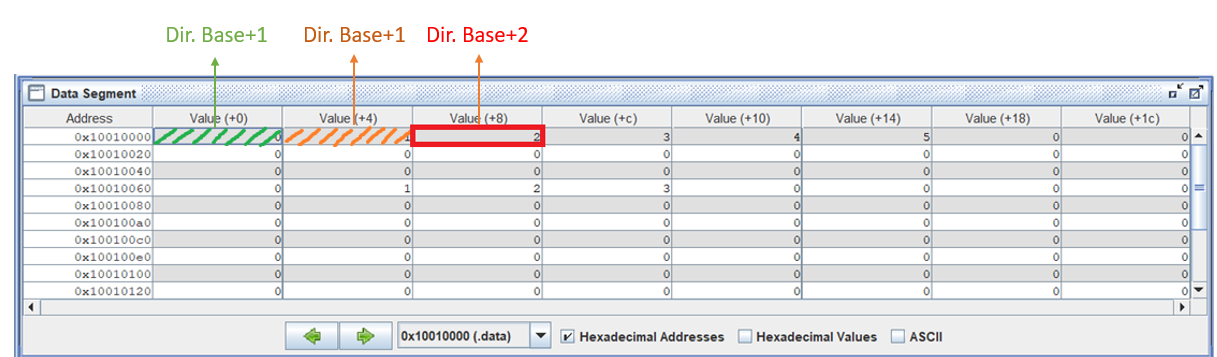 Dir. Base+1 Dir. Base+1 Dir. Base+2
Data Segment
Address Value (+0) Value (+4) Value (+8) Value (+c) Value (+10) Value (+14) Value (+18) Value (+1c)
0x10010000 0 1 2 3 4 5 0 0
0x10010020 0 0 0 0 0 0 0 0
0x10010040 0 0 0 0 0 0 0 0
0x10010060 0 1 2 3 0 0 0 0
0x10010080 0 0 0 0 0 0 0 0
0x100100a0 0 0 0 0 0 0 0 0
0x100100c0 0 0 0 0 0 0 0 0
0x100100e0 0 0 0 0 0 0 0 0
0x10010100 0 0 0 0 0 0 0 0
0x10010120 0 0 0 0 0 0 0 0
0x10010000 (.data) Hexadecimal Addresses Hexadecimal Values ASCII